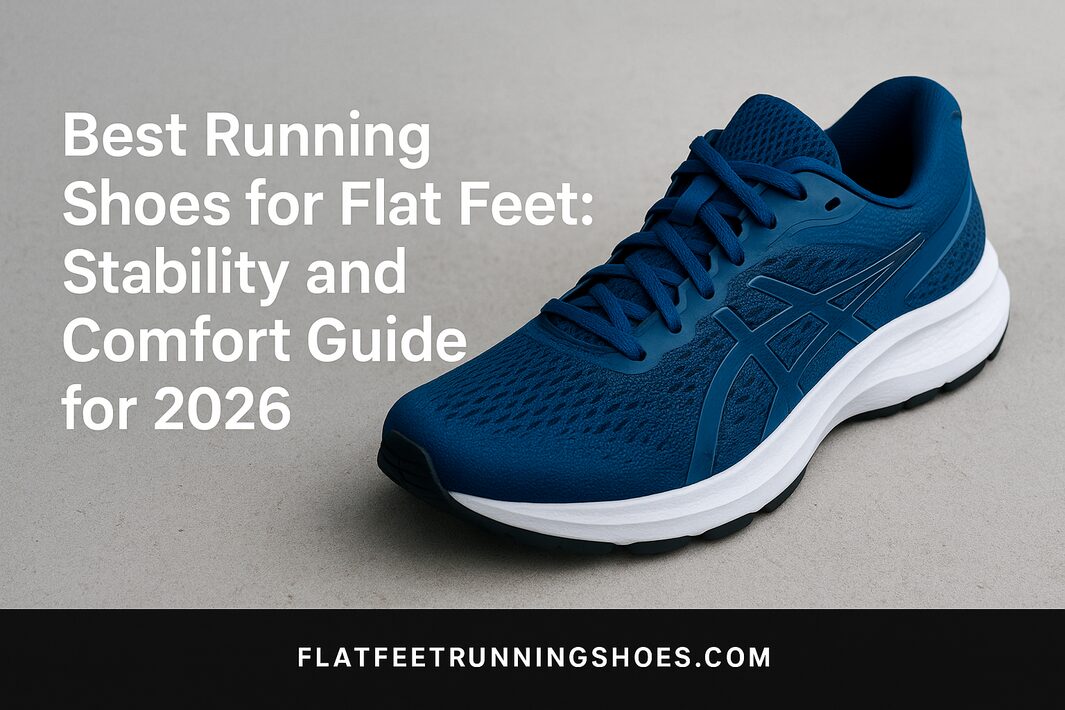 Best Running
Shoes for Flat Feet:
Stability and
Comfort Guide
for 2026
FLATFEETRUNNINGSHOES.COM